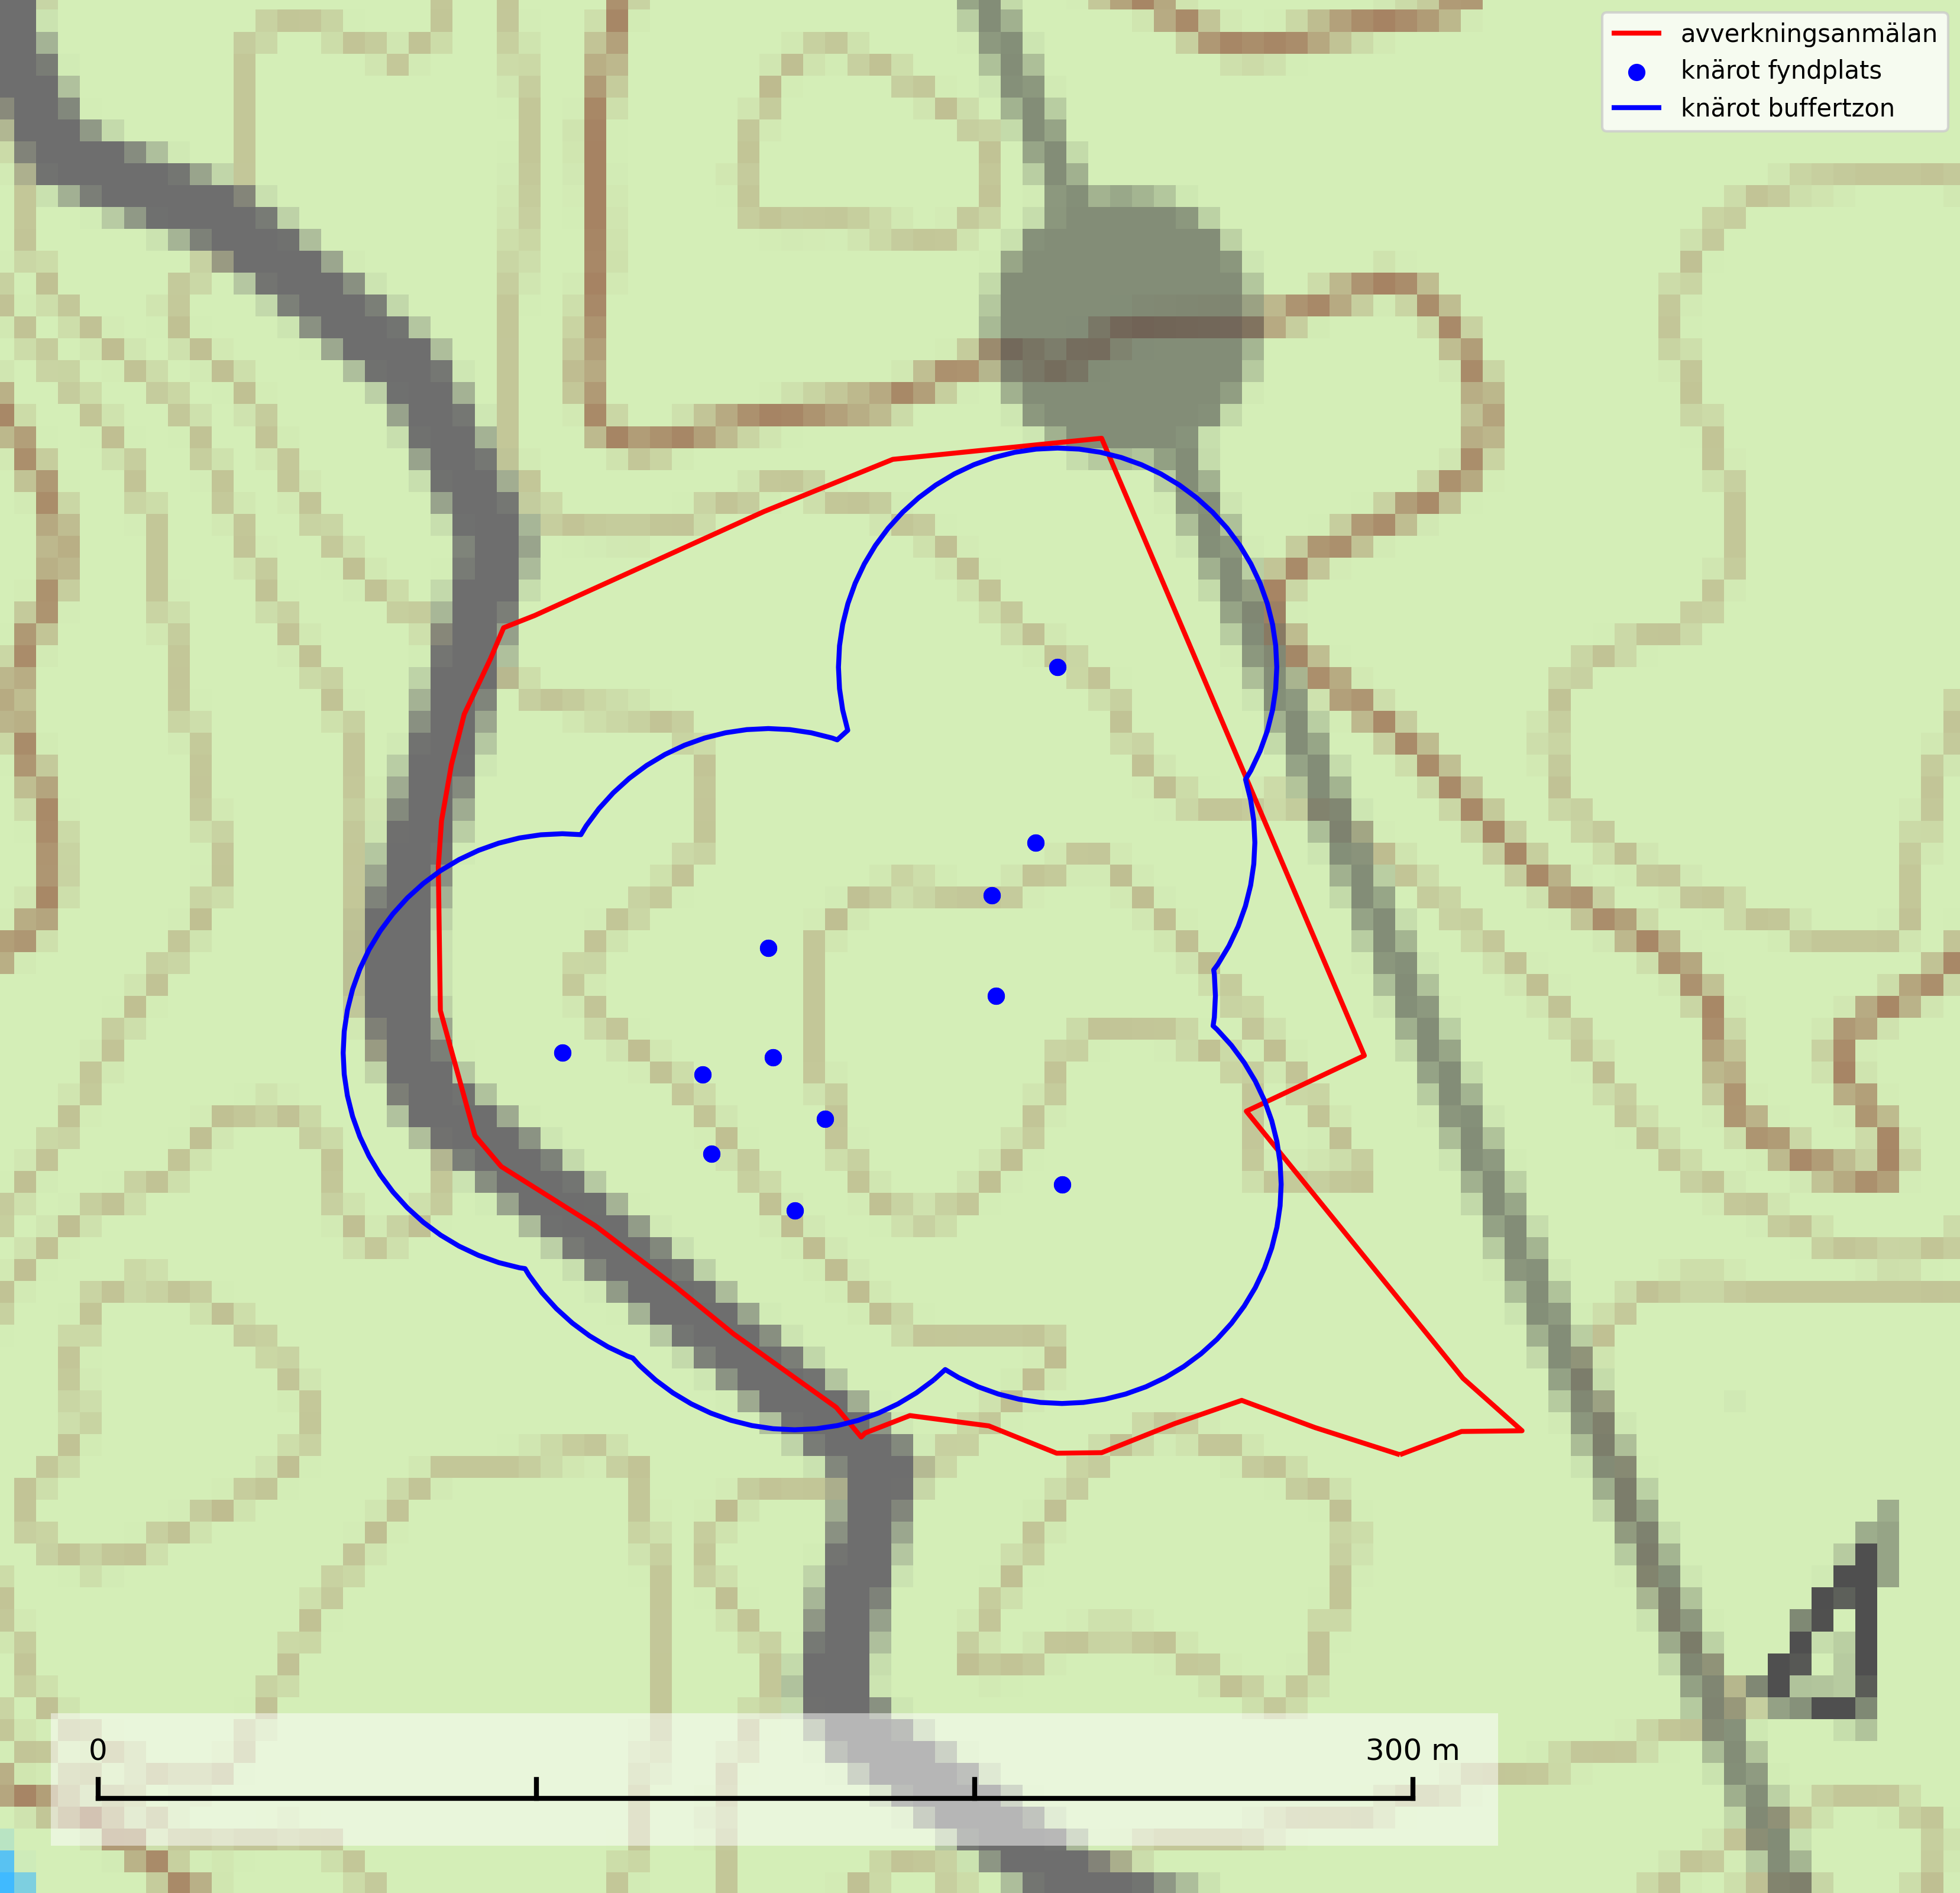 avverkningsanmälan
knärot fyndplats
knärot buffertzon
0
300 m